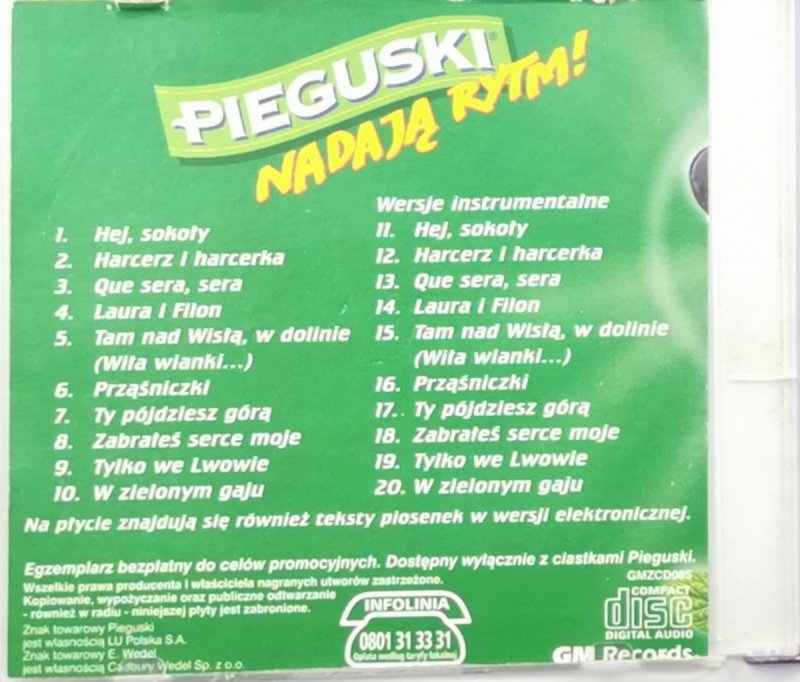 PIEGUSKI®
NADAJĄ RYTM!
1. Hej, sokoły
2. Harcerz i harcerka
3. Que sera, sera
4. Laura i Filon
5. Tam nad Wisłą, w dolinie
(Wiła wianki...)
6. Prząśniczki
7. Ty pójdziesz górą
8. Zabrałeś serce moje
9. Tylko we Lwowie
10. W zielonym gaju
Wersje instrumentalne
11. Hej, sokoły
12. Harcerz i harcerka
13. Que sera, sera
14. Laura i Filon
15. Tam nad Wisłą, w dolinie
(Wiła wianki...)
16. Prząśniczki
17. Ty pójdziesz górą
18. Zabrałeś serce moje
19. Tylko we Lwowie
20. W zielonym gaju
Na płycie znajdują się również teksty piosenek w wersji elektronicznej.
Egzemplarz bezpłatny do celów promocyjnych. Dostępny wyłącznie z ciastkami Pieguski.
Wszelkie prawa producenta i właściciela nagranych utworów zastrzeżone.
Kopiowanie, wypożyczanie oraz publiczne odtwarzanie
- również w radiu - niniejszej płyty jest zabronione.
Znak towarowy Pieguski
jest własnością LU Polska S.A.
Znak towarowy E. Wedel
jest własnością Cadbury Wedel Sp. z o.o.
INFOLINIA
0801 31 33 31
Opłata według taryfy lokalnej
GMZCD085
COMPACT
disc
DIGITAL AUDIO
GM Records